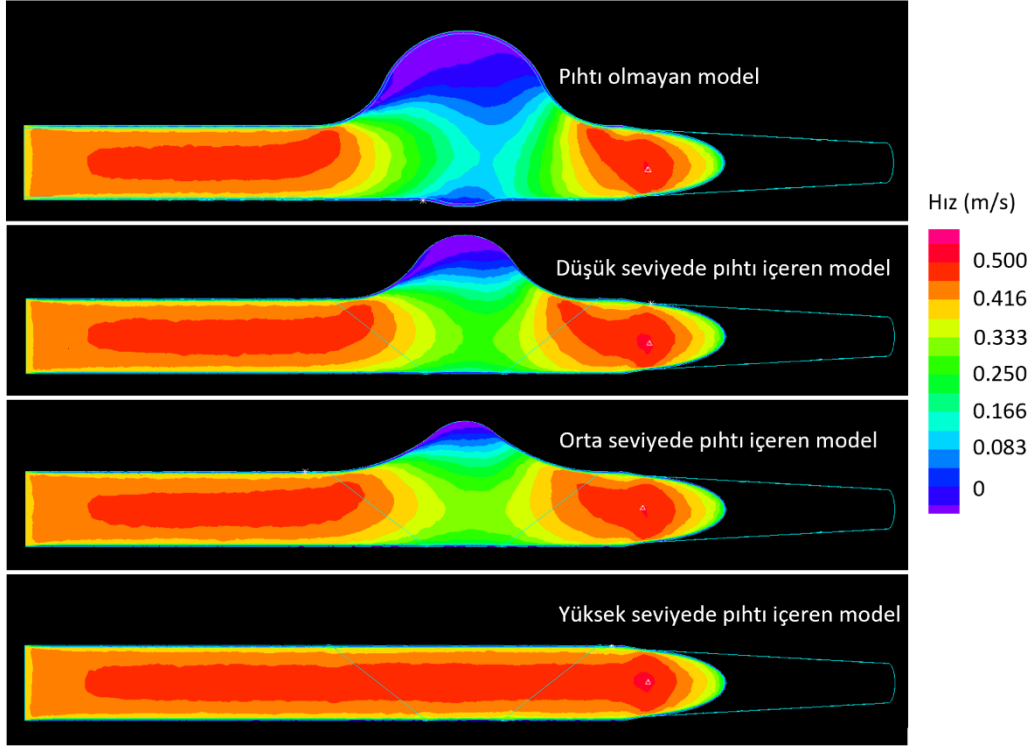 Pıhtı olmayan model
Düşük seviyede pıhtı içeren model
Orta seviyede pıhtı içeren model
Yüksek seviyede pıhtı içeren model
Hız (m/s)
0.500
0.416
0.333
0.250
0.166
0.083
0